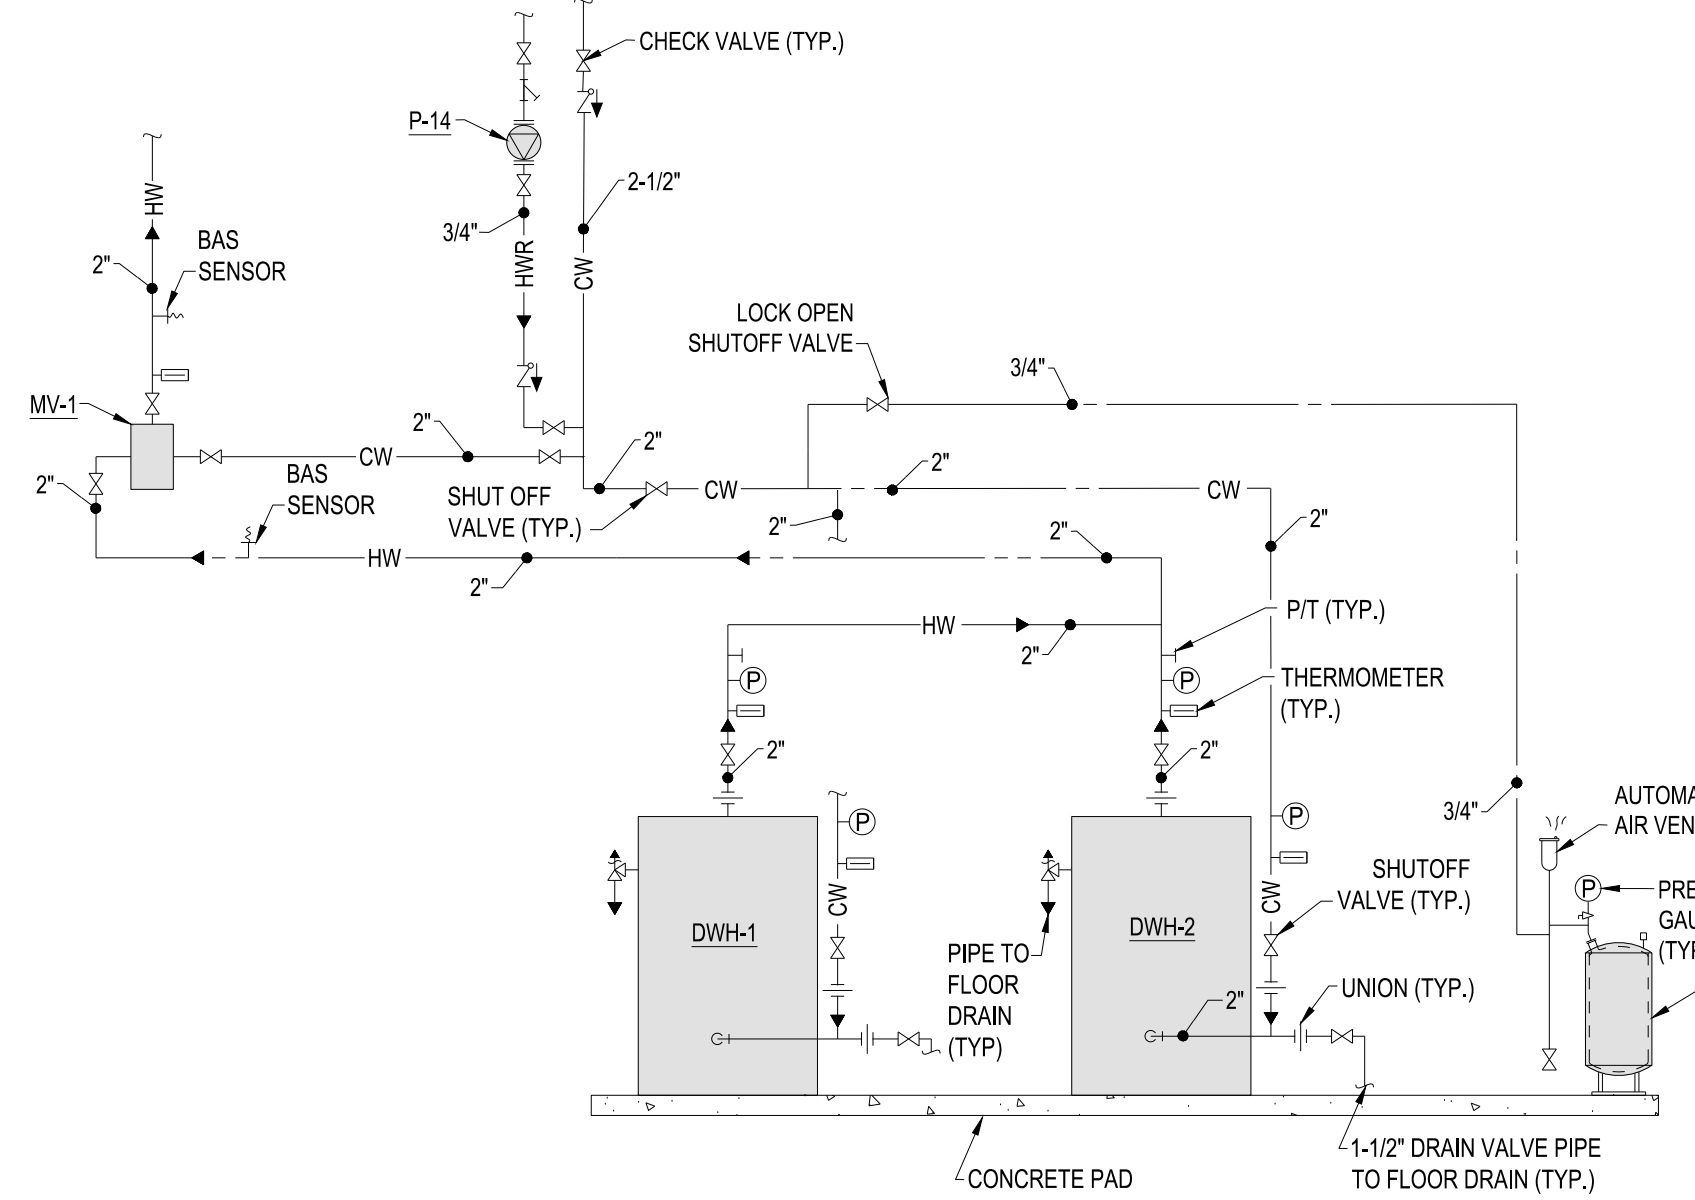 CHECK VALVE (TYP.)
P-14
2-1/2"
HW
3/4"
BAS
SENSOR
2"
HWR
CW
LOCK OPEN
SHUTOFF VALVE
3/4"
MV-1
2"
CW
2"
2"
BAS
SENSOR
2"
SHUT OFF
VALVE (TYP.)
CW
2"
CW
2"
2"
2"
HW
2"
P/T (TYP.)
HW
2"
P
P
THERMOMETER
(TYP.)
2"
2"
3/4"
AUTOMA
AIR VEN
P
P
SHUTOFF
VALVE (TYP.)
P
PRE
GAU
(TYP
CW
CW
DWH-1
DWH-2
PIPE TO
FLOOR
DRAIN
(TYP)
2"
UNION (TYP.)
CONCRETE PAD
1-1/2" DRAIN VALVE PIPE
TO FLOOR DRAIN (TYP.)